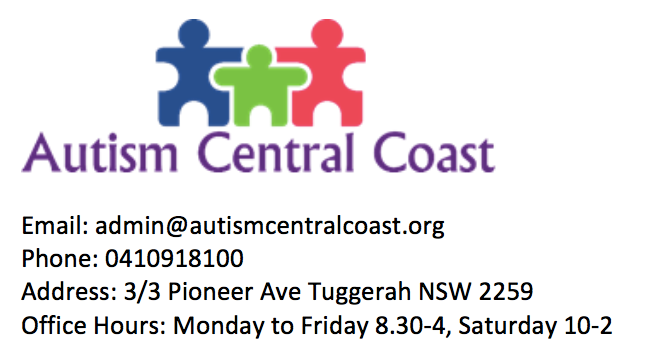 Autism Central Coast
Email: admin@autismcentralcoast.org
Phone: 0410918100
Address: 3/3 Pioneer Ave Tuggerah NSW 2259
Office Hours: Monday to Friday 8.30-4, Saturday 10-2